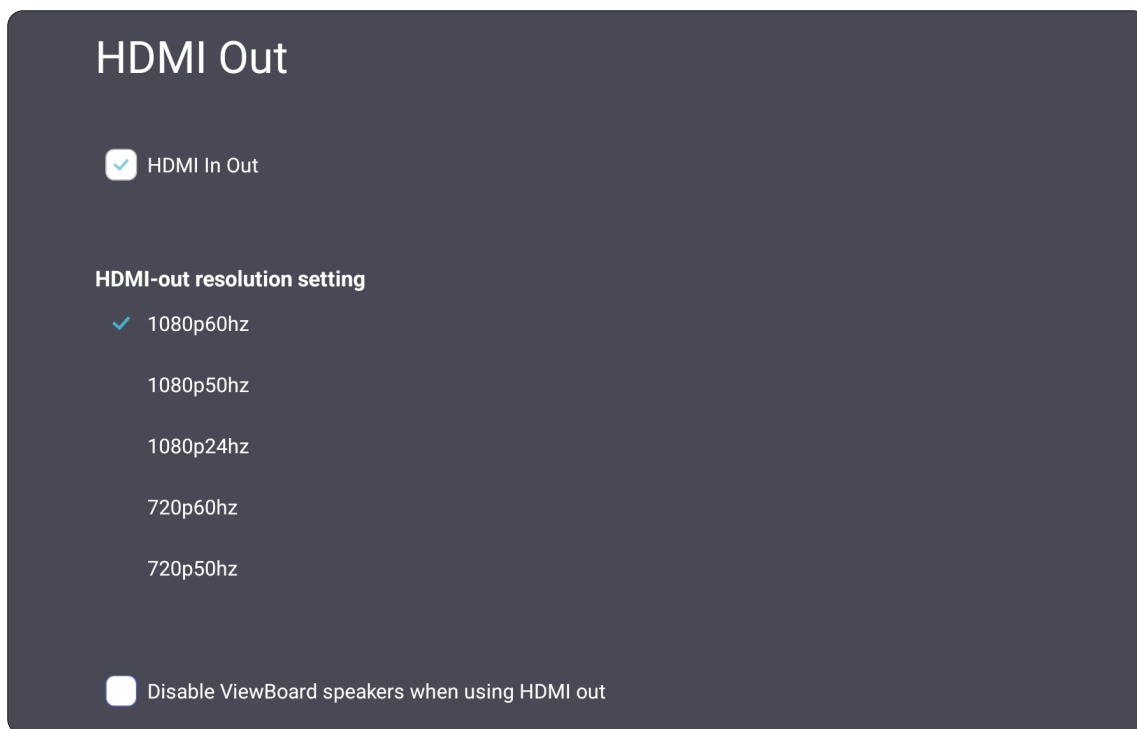 HDMI Out
HDMI In Out
HDMI-out resolution setting
1080p60hz
1080p50hz
1080p24hz
720p60hz
720p50hz
Disable ViewBoard speakers when using HDMI out